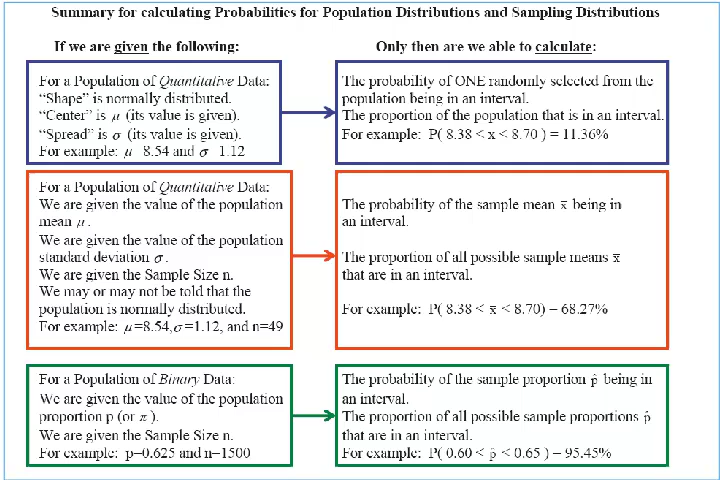 Summary for calculating Probabilities for Population Distributions and Sampling Distributions
If we are given the following:
Only then are we able to calculate:
For a Population of Quantitative Data:
“Shape” is normally distributed.
“Center” is μ (its value is given).
“Spread” is σ (its value is given).
For example: μ=8.54 and σ=1.12
The probability of ONE randomly selected from the
population being in an interval.
The proportion of the population that is in an interval.
For example: P( 8.38 < x < 8.70 ) = 11.36%
For a Population of Quantitative Data:
We are given the value of the population
mean μ.
We are given the value of the population
standard deviation σ.
We are given the Sample Size n.
We may or may not be told that the
population is normally distributed.
For example: μ=8.54, σ=1.12, and n=49
The probability of the sample mean x̄ being in
an interval.
The proportion of all possible sample means x̄
that are in an interval.
For example: P( 8.38 < x̄ < 8.70) = 68.27%
For a Population of Binary Data:
We are given the value of the population
proportion p (or π).
We are given the Sample Size n.
For example: p=0.625 and n=1500
The probability of the sample proportion p̂ being in
an interval.
The proportion of all possible sample proportions p̂
that are in an interval.
For example: P( 0.60 < p̂ < 0.65 ) = 95.45%